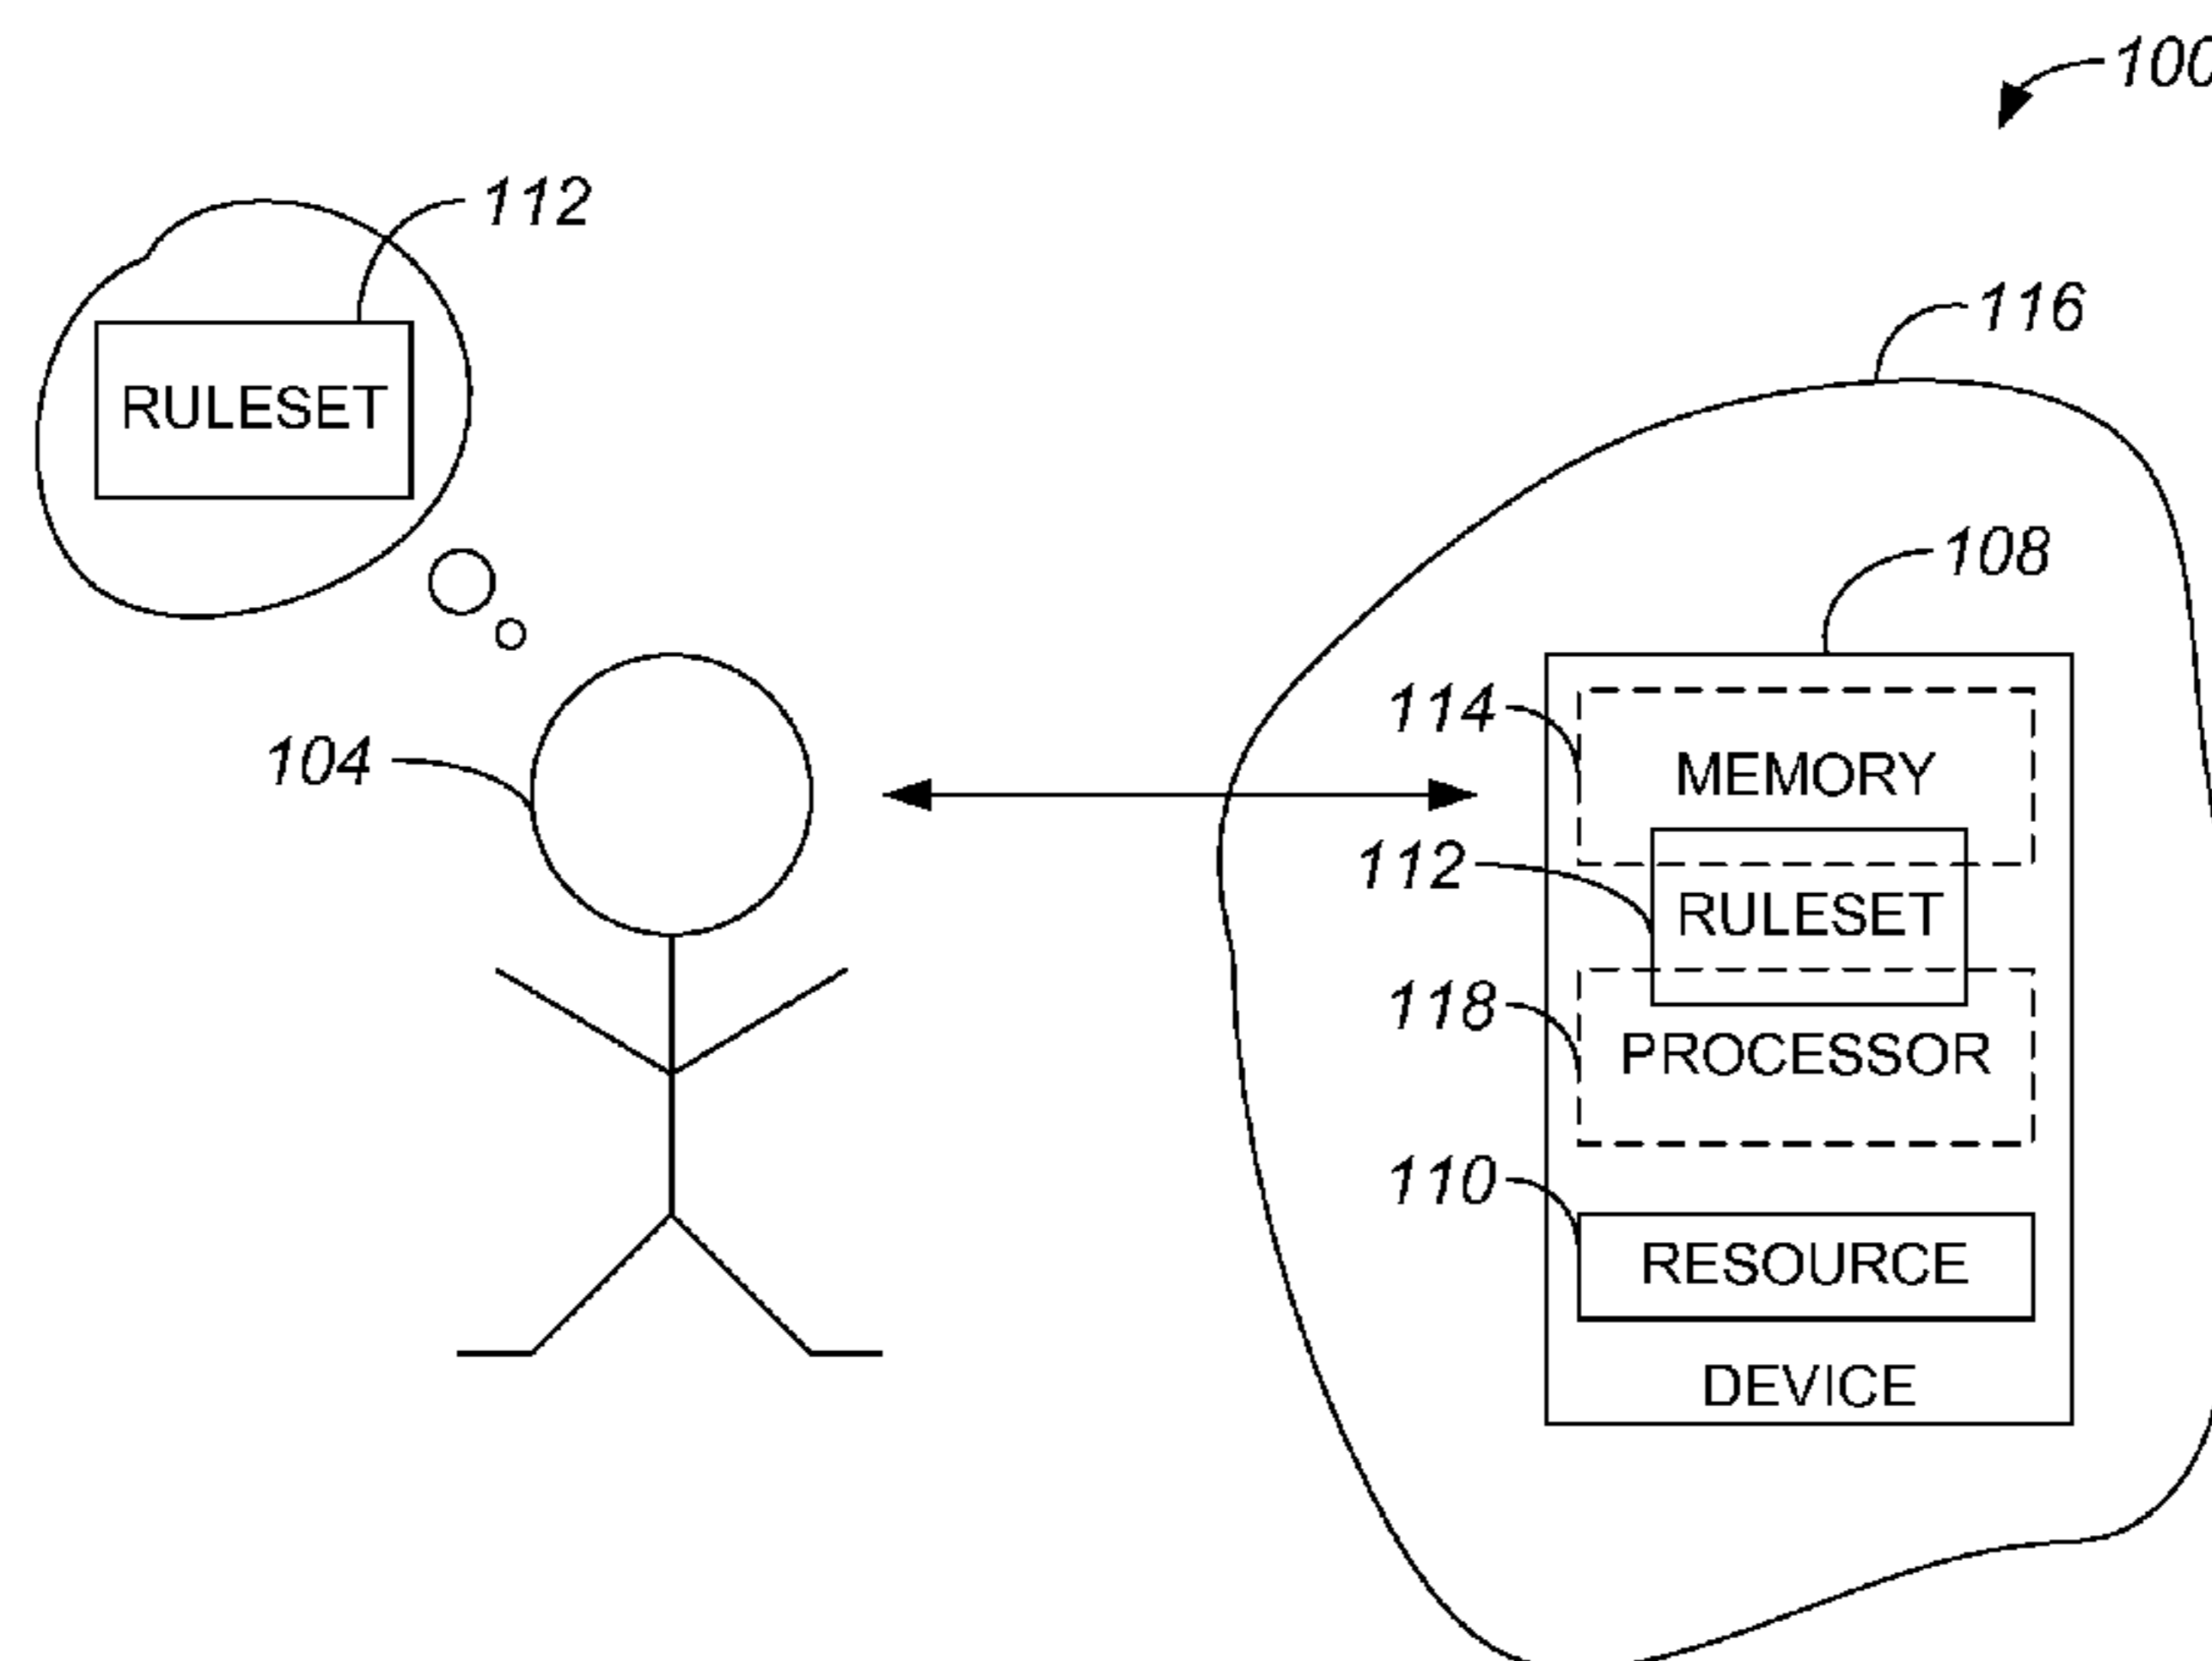 100
112
RULESET
116
108
114
MEMORY
104
112
RULESET
118
PROCESSOR
110
RESOURCE
DEVICE